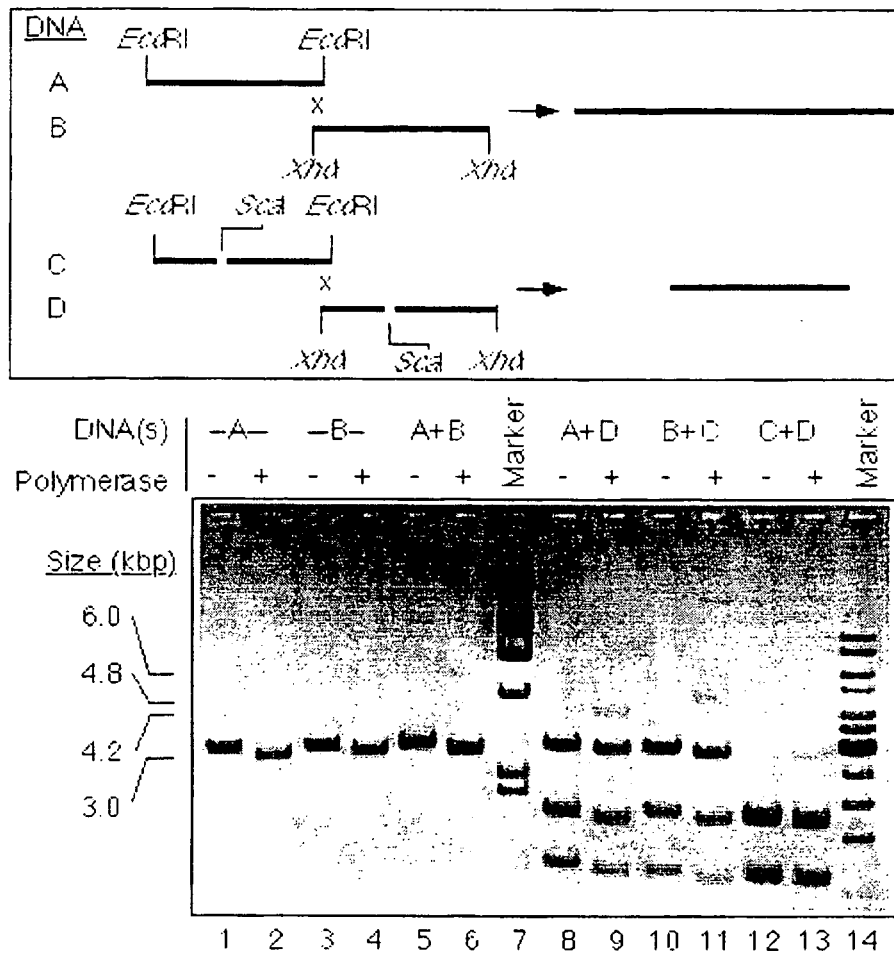 DNA
EcoRI EcoRI
A
x
B
XhoI XhoI
EcoRI ScaI EcoRI
C
x
D
XhoI ScaI XhoI
DNA(s) –A– –B– A+B Marker A+D B+C C+D Marker
Polymerase - + - + - + - + - + - +
Size (kbp)
6.0
4.8
4.2
3.0
1 2 3 4 5 6 7 8 9 10 11 12 13 14